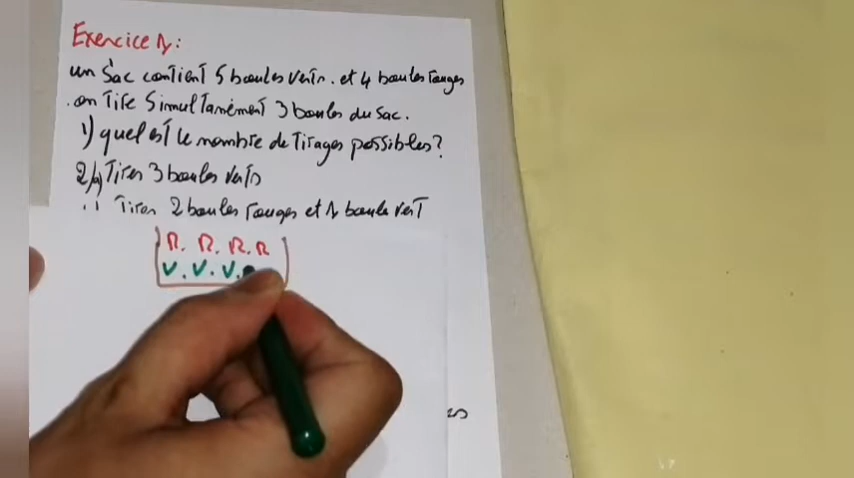 Exercice 1:
un Sac contient 5 boules verts. et 4 boules rouges
.on Tire Simultanément 3 boules du sac.
1) quel est le nombre de Tirages possibles?
2/a) Tirer 3 boules verts
Tirer 2 boules rouges et 1 boule vert
R. R. R. R
V. V. V.